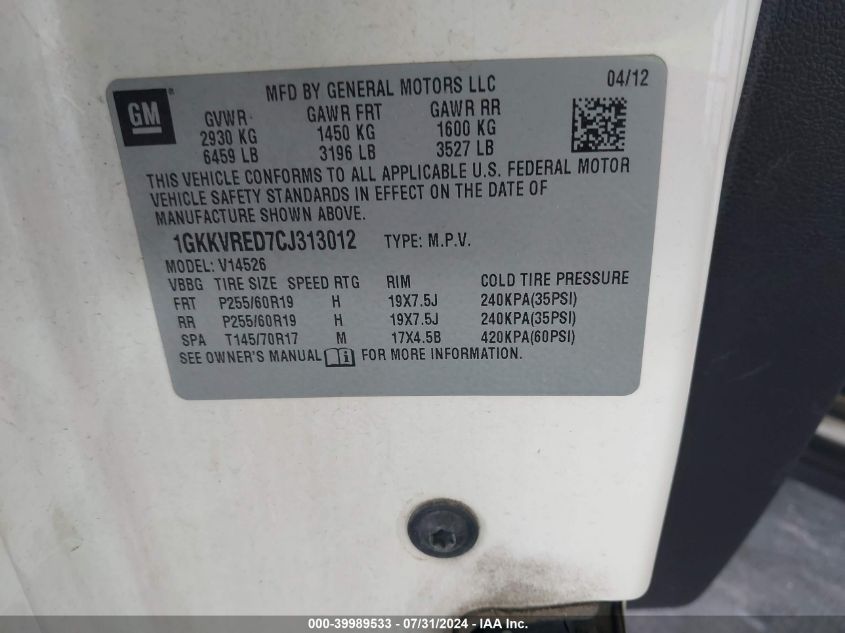 MFD BY GENERAL MOTORS LLC 04/12
GM
GVWR GAWR FRT GAWR RR
2930 KG 1450 KG 1600 KG
6459 LB 3196 LB 3527 LB
THIS VEHICLE CONFORMS TO ALL APPLICABLE U.S. FEDERAL MOTOR
VEHICLE SAFETY STANDARDS IN EFFECT ON THE DATE OF
MANUFACTURE SHOWN ABOVE.
1GKKVRED7CJ313012 TYPE: M.P.V.
MODEL: V14526
VBBG TIRE SIZE SPEED RTG RIM COLD TIRE PRESSURE
FRT P255/60R19 H 19X7.5J 240KPA(35PSI)
RR P255/60R19 H 19X7.5J 240KPA(35PSI)
SPA T145/70R17 M 17X4.5B 420KPA(60PSI)
SEE OWNER'S MANUAL i FOR MORE INFORMATION.
000-39989533 - 07/31/2024 - IAA Inc.